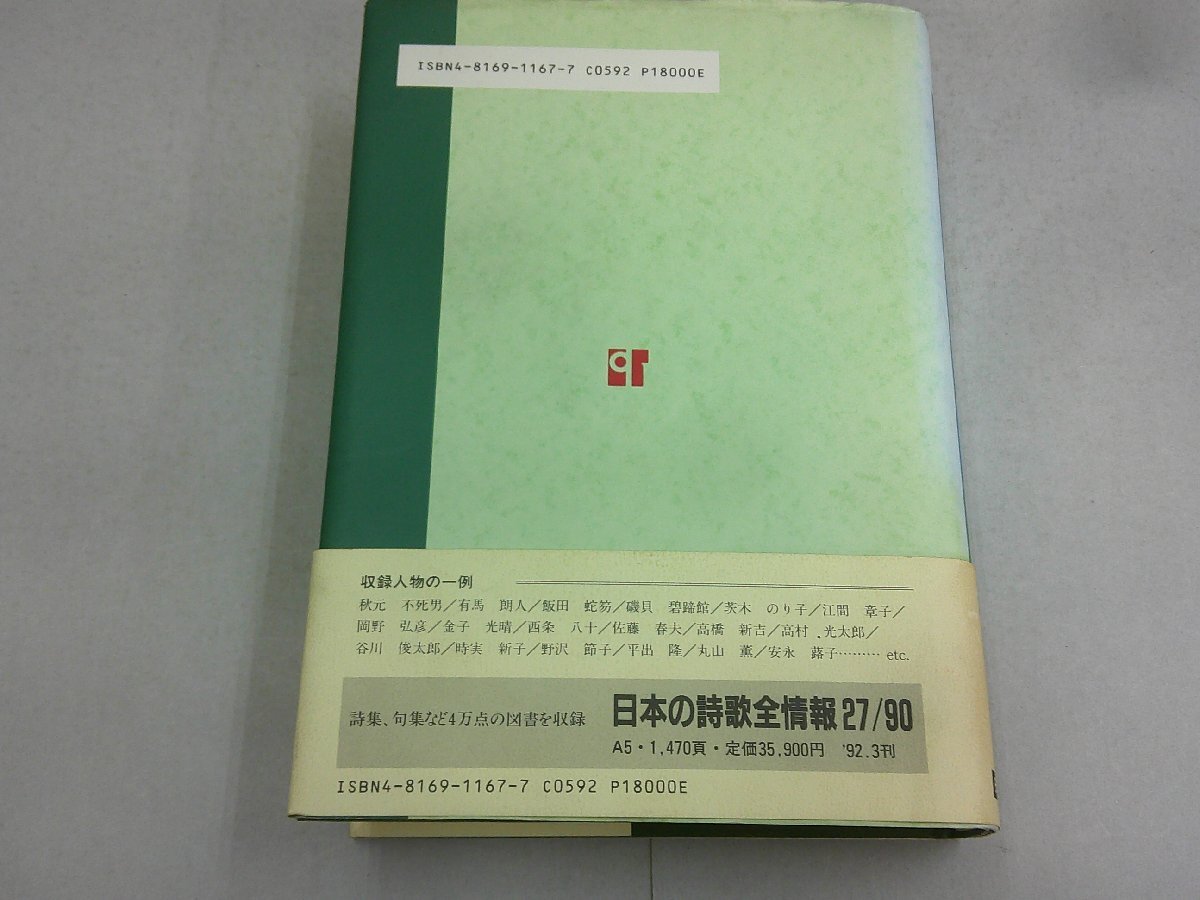 ISBN4-8169-1167-7 C0592 P18000E
収録人物の一例
秋元 不死男/有馬 朗人/飯田 蛇笏/磯貝 碧蹄館/茨木 のり子/江間 章子/
岡野 弘彦/金子 光晴/西条 八十/佐藤 春夫/高橋 新吉/高村 光太郎/
谷川 俊太郎/時実 新子/野沢 節子/平出 隆/丸山 薫/安永 蕗子……… etc.
詩集、句集など4万点の図書を収録
日本の詩歌全情報27/90
A5・1,470頁・定価35,900円 '92.3刊
ISBN4-8169-1167-7 C0592 P18000E